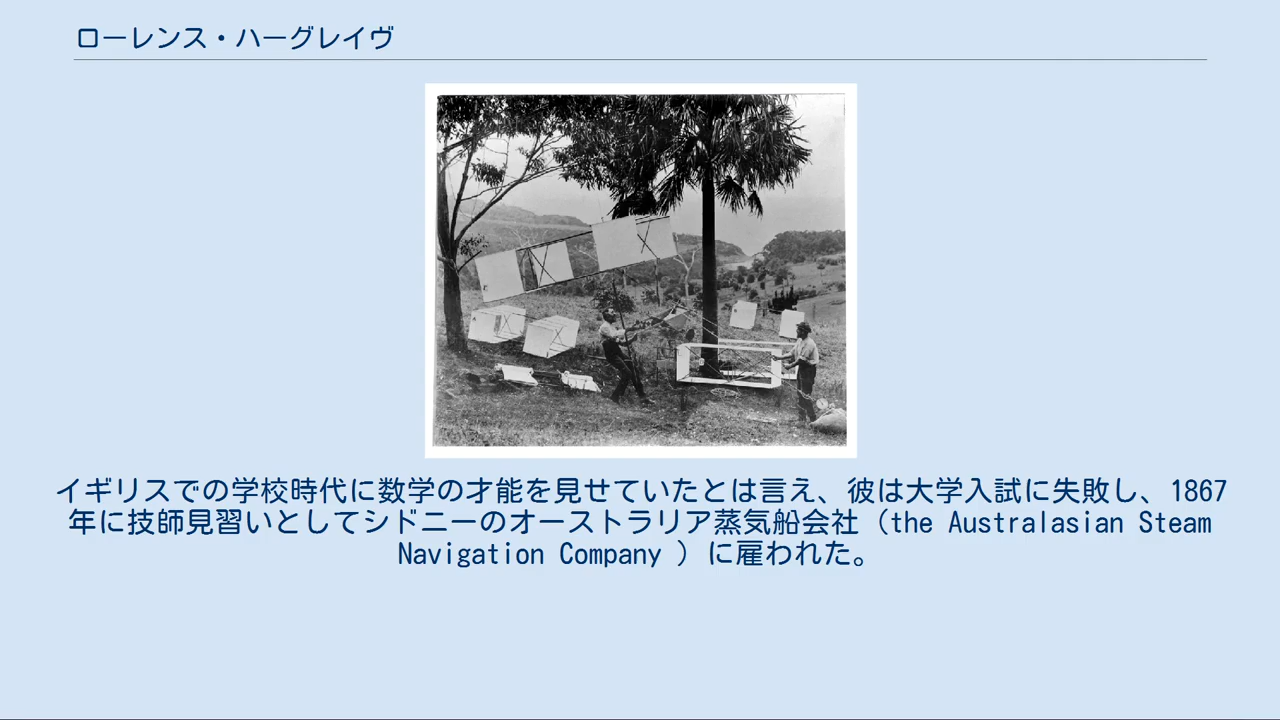 ローレンス・ハーグレイヴ
イギリスでの学校時代に数学の才能を見せていたとは言え、彼は大学入試に失敗し、1867
年に技師見習いとしてシドニーのオーストラリア蒸気船会社（the Australasian Steam
Navigation Company ）に雇われた。